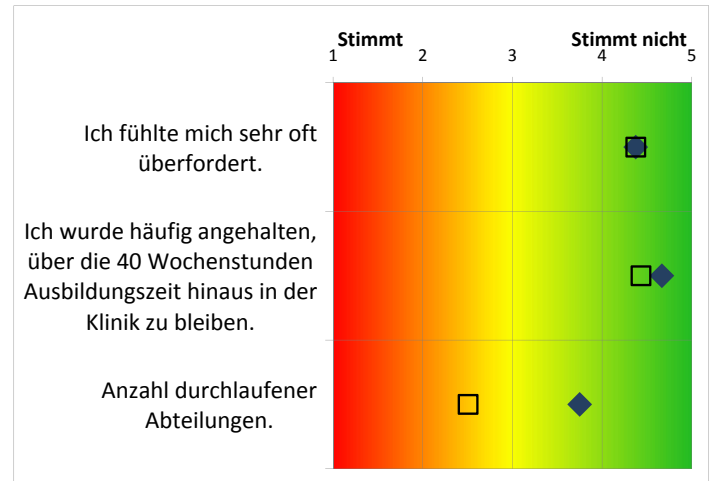 Stimmt Stimmt nicht
1 2 3 4 5
Ich fühlte mich sehr oft
überfordert.
Ich wurde häufig angehalten,
über die 40 Wochenstunden
Ausbildungszeit hinaus in der
Klinik zu bleiben.
Anzahl durchlaufener
Abteilungen.